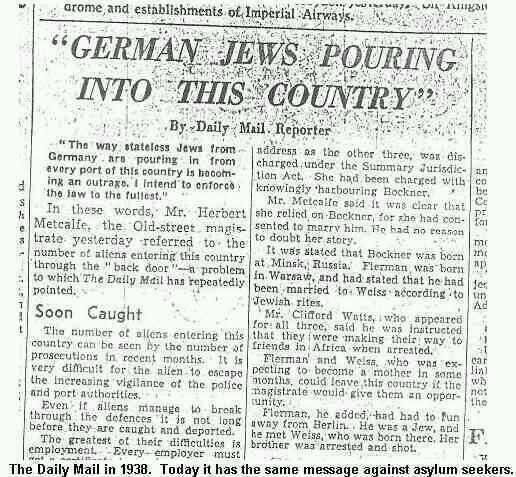 drome and establishments of Imperial Airways.
"GERMAN JEWS POURING
INTO THIS COUNTRY"
By Daily Mail Reporter
"The way stateless Jews from
Germany are pouring in from
every port of this country is becom-
ing an outrage. I intend to enforce
the law to the fullest."
In these words, Mr. Herbert
Metcalfe, the Old-street magis-
trate yesterday referred to the
number of aliens entering this country
through the "back door"—a problem
to which The Daily Mail has repeatedly
pointed.
Soon Caught
The number of aliens entering this
country can be seen by the number of
prosecutions in recent months. It is
very difficult for the alien to escape
the increasing vigilance of the police
and port authorities.
Even if aliens manage to break
through the defences it is not long
before they are caught and deported.
The greatest of their difficulties is
employment. Every employer must
address as the other three, was dis-
charged under the Summary Jurisdic-
tion Act. She had been charged with
knowingly harbouring Bockner.
Mr. Metcalfe said it was clear that
she relied on Bockner, for she had con-
sented to marry him. He had no reason
to doubt her story.
It was stated that Bockner was born
at Minsk, Russia. Flerman was born
in Warsaw, and had stated that he had
been married to Weiss according to
Jewish rites.
Mr. Clifford Watts, who appeared
for all three, said he was instructed
that they were making their way to
friends in Africa when arrested.
Flerman and Weiss, who was ex-
pecting to become a mother in some
months, could leave this country if the
magistrate would give them an oppor-
tunity.
Flerman, he added, had had to run
away from Berlin. He was a Jew, and
he met Weiss, who was born there. Her
brother was arrested and shot.
The Daily Mail in 1938. Today it has the same message against asylum seekers.